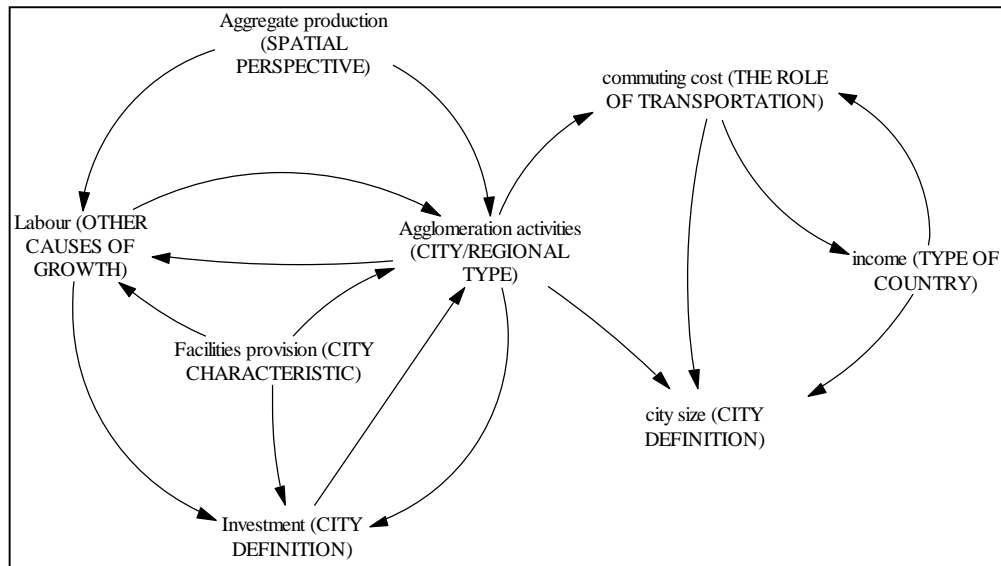 Aggregate production
(SPATIAL
PERSPECTIVE)
commuting cost (THE ROLE
OF TRANSPORTATION)
Labour (OTHER
CAUSES OF
GROWTH)
Agglomeration activities
(CITY/REGIONAL
TYPE)
income (TYPE OF
COUNTRY)
Facilities provision (CITY
CHARACTERISTIC)
city size (CITY
DEFINITION)
Investment (CITY
DEFINITION)